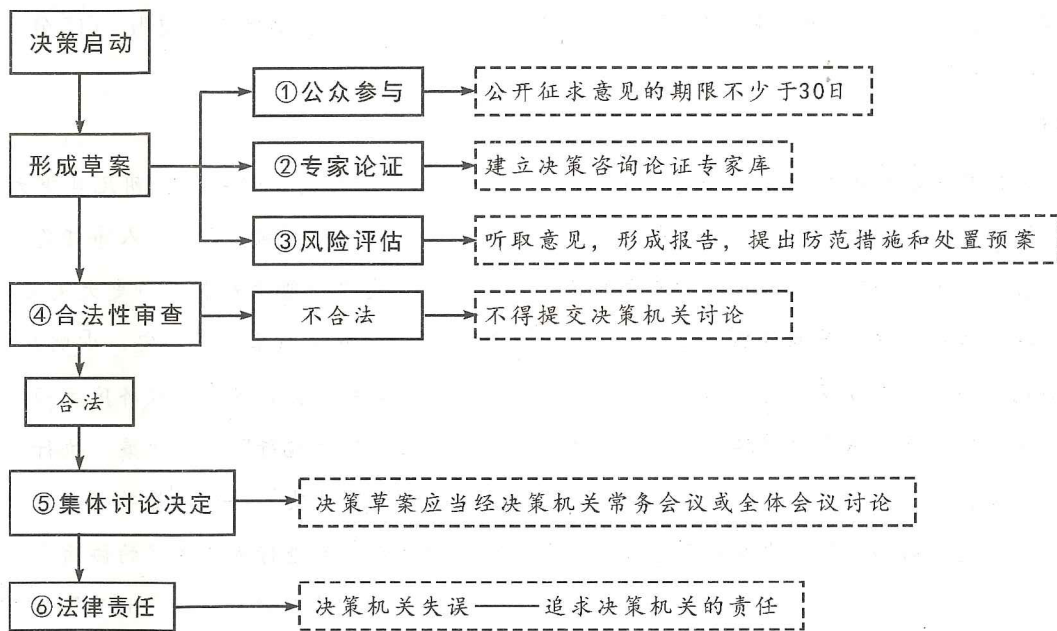 决策启动
①公众参与
公开征求意见的期限不少于30日
形成草案
②专家论证
建立决策咨询论证专家库
③风险评估
听取意见，形成报告，提出防范措施和处置预案
④合法性审查
不合法
不得提交决策机关讨论
合法
⑤集体讨论决定
决策草案应当经决策机关常务会议或全体会议讨论
⑥法律责任
决策机关失误——追求决策机关的责任